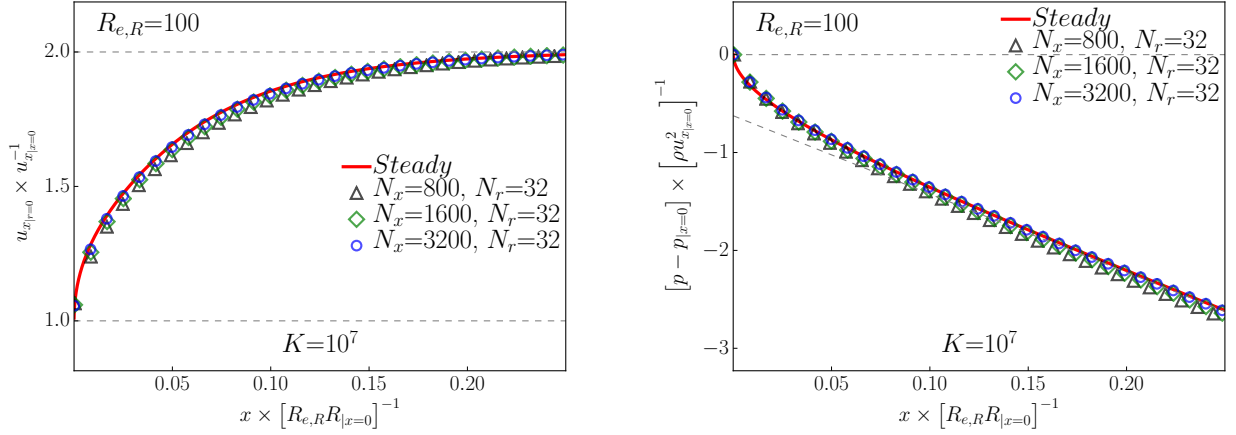 R_{e,R}=100
2.0
1.5
1.0
u_{x|r=0} × u_{x|x=0}^{-1}
Steady
N_x=800, N_r=32
N_x=1600, N_r=32
N_x=3200, N_r=32
K=10^7
0.05 0.10 0.15 0.20
x × [R_{e,R} R_{|x=0}]^{-1}
R_{e,R}=100
Steady
N_x=800, N_r=32
N_x=1600, N_r=32
N_x=3200, N_r=32
0
−1
−2
−3
[p − p_{|x=0}] × [ρu_{x|x=0}^2]^{-1}
K=10^7
0.05 0.10 0.15 0.20
x × [R_{e,R} R_{|x=0}]^{-1}